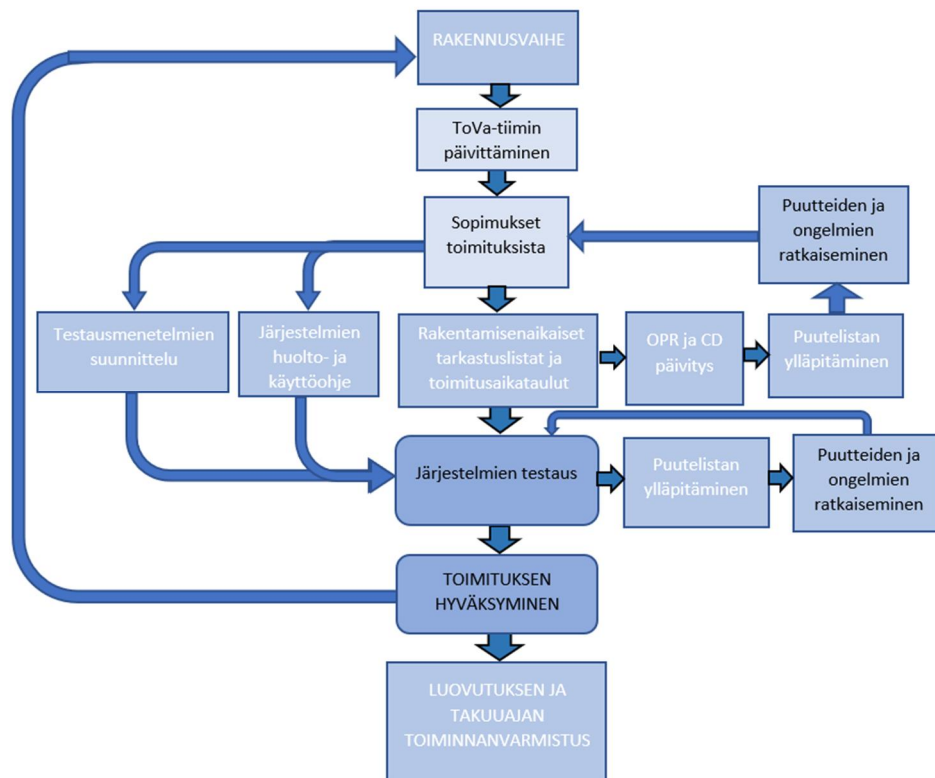 RAKENNUSVAIHE
ToVa-tiimin
päivittäminen
Sopimukset
toimituksista
Puutteiden ja
ongelmien
ratkaiseminen
Testausmenetelmien
suunnittelu
Järjestelmien
huolto- ja
käyttöohje
Rakentamisenaikaiset
tarkastuslistat ja
toimitusaikataulut
OPR ja CD
päivitys
Puutelistan
ylläpitäminen
Järjestelmien testaus
Puutelistan
ylläpitäminen
Puutteiden ja
ongelmien
ratkaiseminen
TOIMITUKSEN
HYVÄKSYMINEN
LUOVUTUKSEN JA
TAKUUAJAN
TOIMINNANVARMISTUS